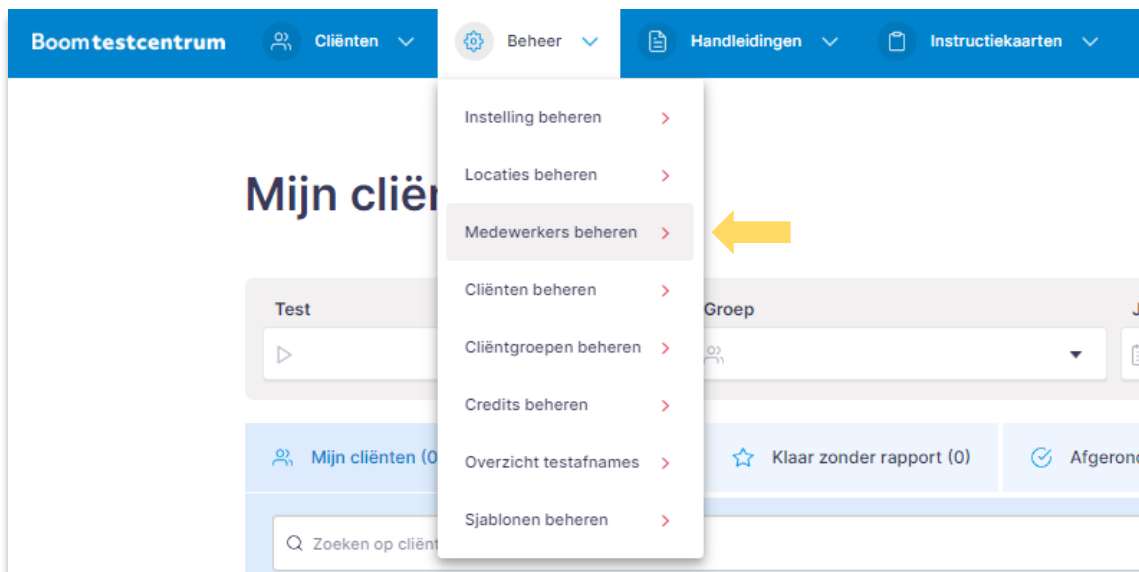 Boomtestcentrum Cliënten Beheer Handleidingen Instructiekaarten
Instelling beheren
Locaties beheren
Mijn cliën
Medewerkers beheren
Cliënten beheren
Test
Groep
J
Cliëntgroepen beheren
Credits beheren
Mijn cliënten (0
Overzicht testafnames
Klaar zonder rapport (0)
Afgerond
Sjablonen beheren
Zoeken op cliënt